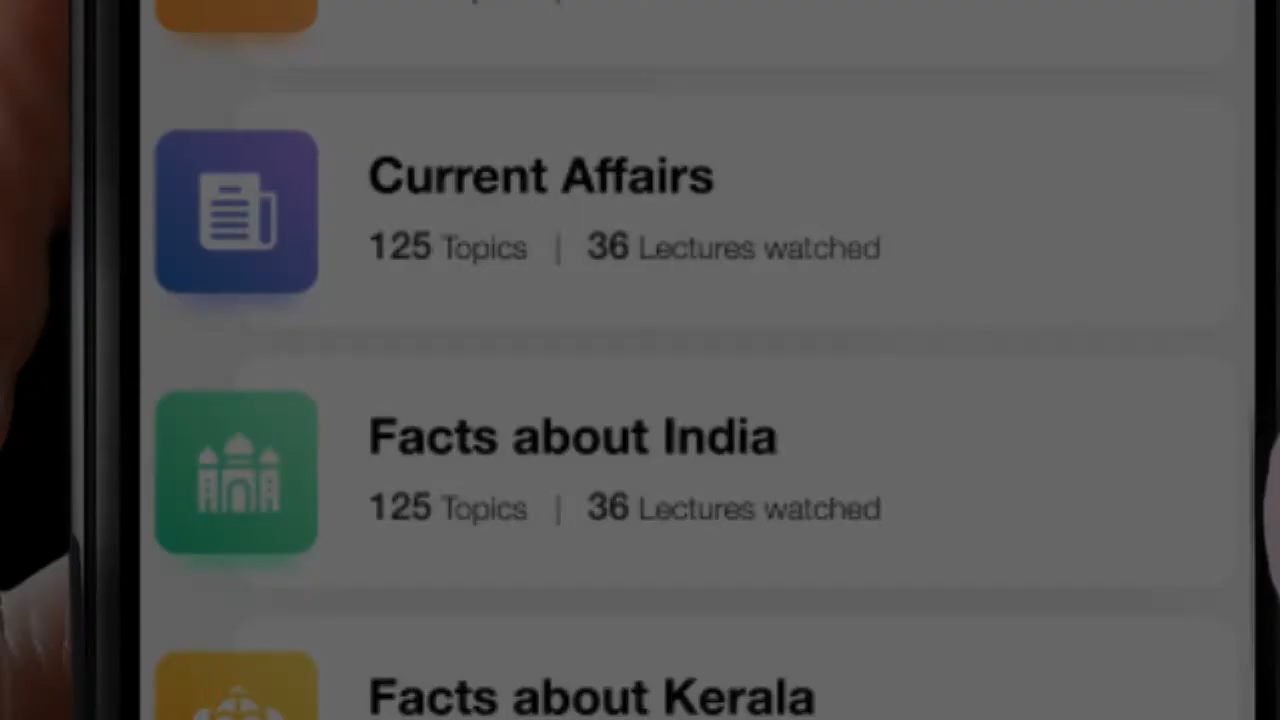 Current Affairs
125 Topics | 36 Lectures watched
Facts about India
125 Topics | 36 Lectures watched
Facts about Kerala